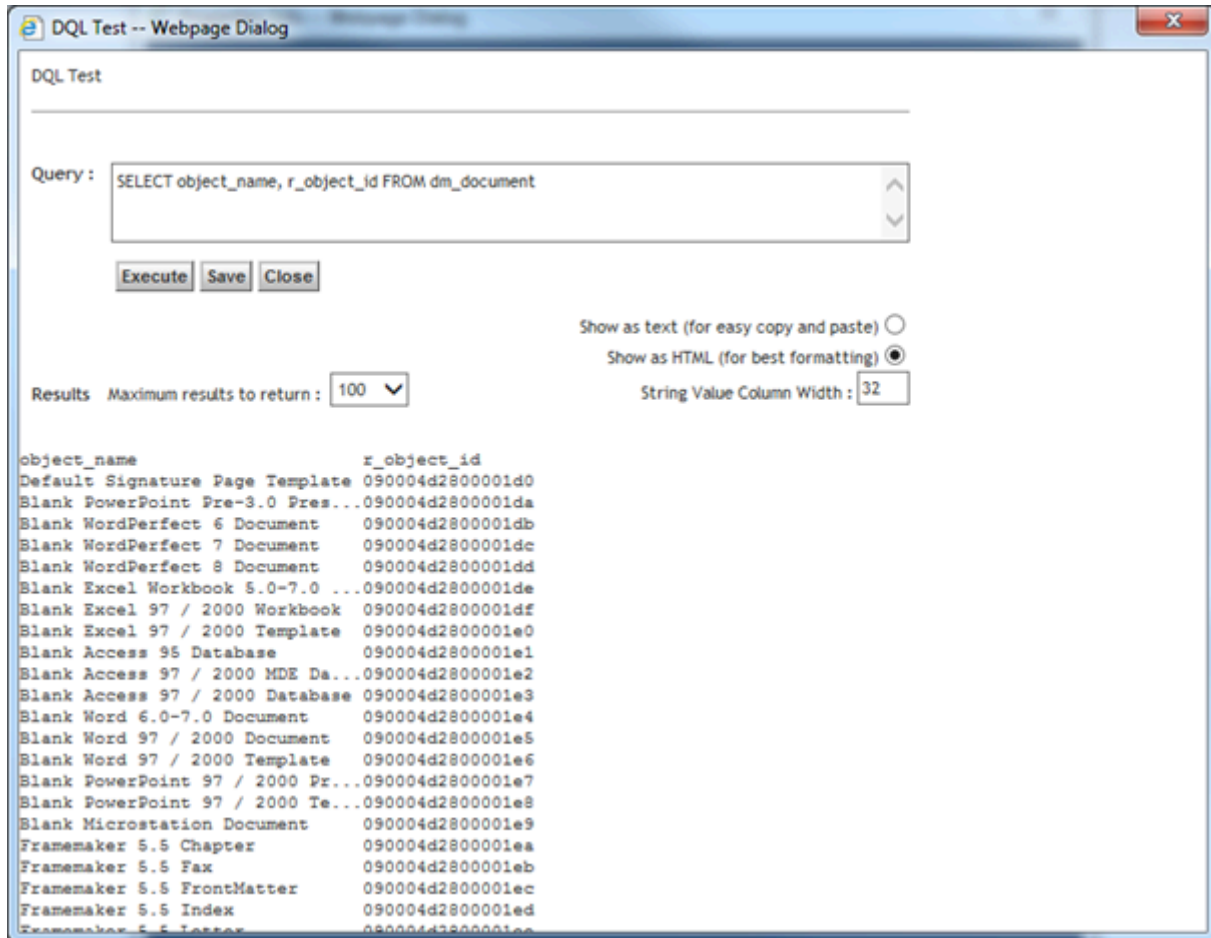 DQL Test -- Webpage Dialog
DQL Test
Query :
SELECT object_name, r_object_id FROM dm_document
Execute Save Close
Show as text (for easy copy and paste)
Show as HTML (for best formatting)
Results Maximum results to return : 100 String Value Column Width : 32
object_name r_object_id
Default Signature Page Template 090004d2800001d0
Blank PowerPoint Pre-3.0 Pres...090004d2800001da
Blank WordPerfect 6 Document 090004d2800001db
Blank WordPerfect 7 Document 090004d2800001dc
Blank WordPerfect 8 Document 090004d2800001dd
Blank Excel Workbook 5.0-7.0 ...090004d2800001de
Blank Excel 97 / 2000 Workbook 090004d2800001df
Blank Excel 97 / 2000 Template 090004d2800001e0
Blank Access 95 Database 090004d2800001e1
Blank Access 97 / 2000 MDE Da...090004d2800001e2
Blank Access 97 / 2000 Database 090004d2800001e3
Blank Word 6.0-7.0 Document 090004d2800001e4
Blank Word 97 / 2000 Document 090004d2800001e5
Blank Word 97 / 2000 Template 090004d2800001e6
Blank PowerPoint 97 / 2000 Pr...090004d2800001e7
Blank PowerPoint 97 / 2000 Te...090004d2800001e8
Blank Microstation Document 090004d2800001e9
Framemaker 5.5 Chapter 090004d2800001ea
Framemaker 5.5 Fax 090004d2800001eb
Framemaker 5.5 FrontMatter 090004d2800001ec
Framemaker 5.5 Index 090004d2800001ed
Framemaker 5.5 Letter 090004d2800001ee